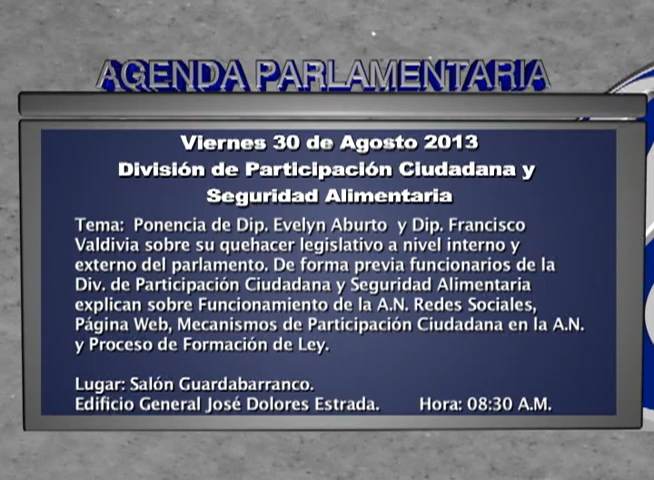 AGENDA PARLAMENTARIA
Viernes 30 de Agosto 2013
División de Participación Ciudadana y
Seguridad Alimentaria
Tema: Ponencia de Dip. Evelyn Aburto y Dip. Francisco
Valdivia sobre su quehacer legislativo a nivel interno y
externo del parlamento. De forma previa funcionarios de la
Div. de Participación Ciudadana y Seguridad Alimentaria
explican sobre Funcionamiento de la A.N. Redes Sociales,
Página Web, Mecanismos de Participación Ciudadana en la A.N.
y Proceso de Formación de Ley.
Lugar: Salón Guardabarranco.
Edificio General José Dolores Estrada. Hora: 08:30 A.M.